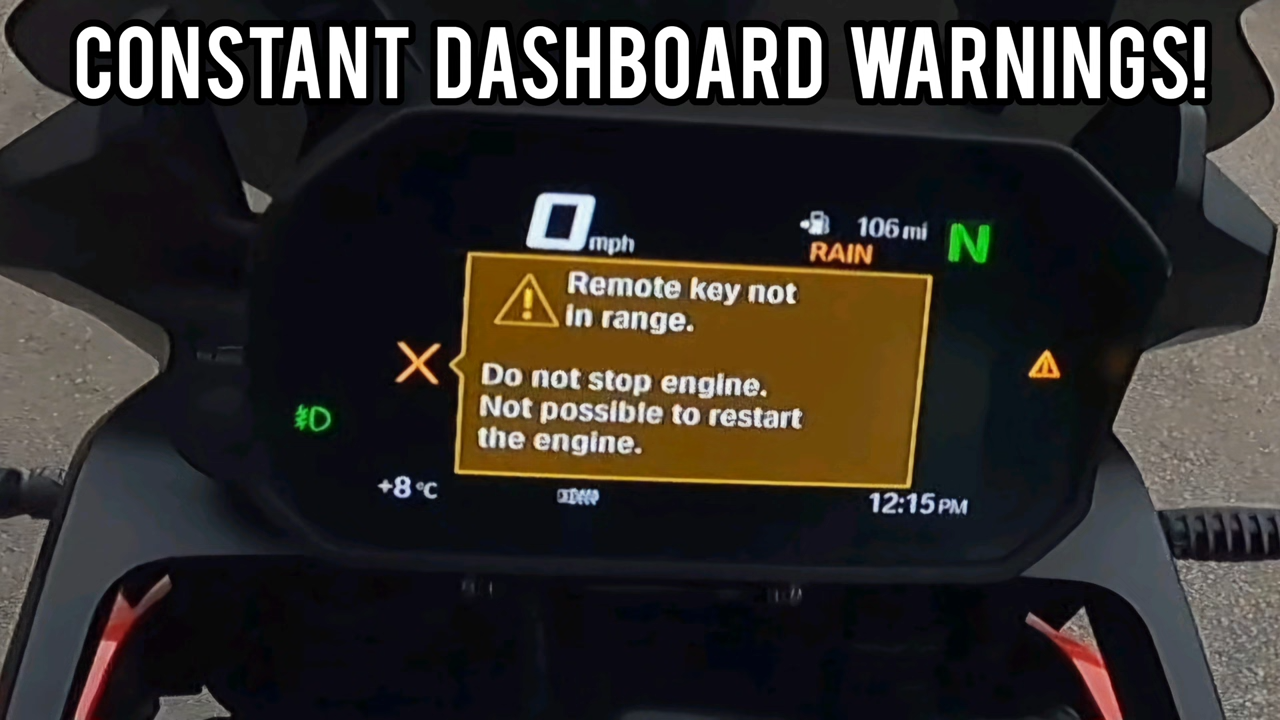 CONSTANT DASHBOARD WARNINGS!
0 mph
106 mi
RAIN
N
Remote key not
in range.
Do not stop engine.
Not possible to restart
the engine.
+8 °C
12:15 PM